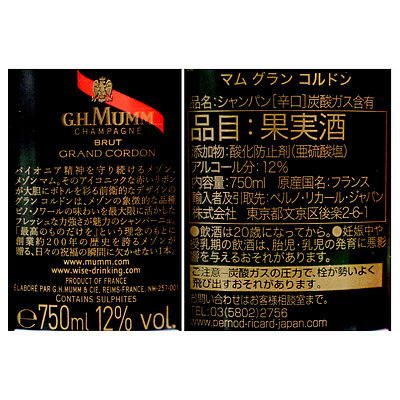 G.H.MUMM
CHAMPAGNE
BRUT
GRAND CORDON
パイオニア精神を守り続けるメゾン、
メゾン マム。そのアイコニックな赤いリボン
が大胆にボトルを彩る前衛的なデザインの
グラン コルドンは、メゾンの象徴的な品種
ピノ・ノワールの味わいを最大限に活かした
フレッシュな力強さが魅力のシャンパーニュ。
「最高のものだけを」という理念のもとに
創業約200年の歴史を誇るメゾンが
贈る、日々の祝福の瞬間に欠かせない1本。
www.mumm.com
www.wise-drinking.com
PRODUCT OF FRANCE
ÉLABORÉ PAR G.H.MUMM & CIE, REIMS-FRANCE, NM-257-001
CONTAINS SULPHITES
℮750ml 12% vol.
マム グラン コルドン
品名:シャンパン[辛口]炭酸ガス含有
品目:果実酒
添加物:酸化防止剤(亜硫酸塩)
アルコール分:12%
内容量:750ml 原産国名:フランス
輸入者及引取先:ペルノ・リカール・ジャパン
株式会社 東京都文京区後楽2-6-1
●飲酒は20歳になってから。●妊娠中や
授乳期の飲酒は、胎児・乳児の発育に悪影
響を与えるおそれがあります。
ご注意―炭酸ガスの圧力で、栓が勢いよく
飛び出すおそれがあります。
お問い合わせはお客様相談室まで。
TEL:03(5802)2756
www.pernod-ricard-japan.com